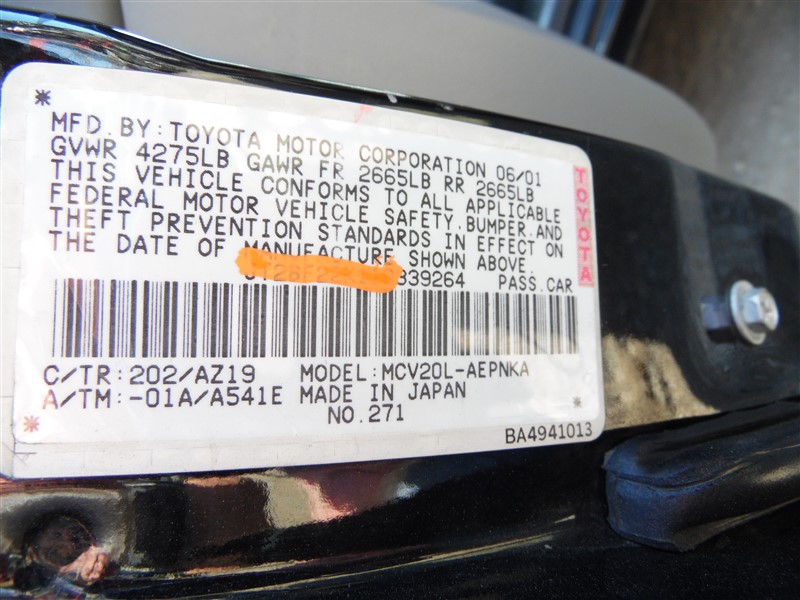 MFD. BY: TOYOTA MOTOR CORPORATION 06/01
GVWR 4275LB GAWR FR 2665LB RR 2665LB
THIS VEHICLE CONFORMS TO ALL APPLICABLE
FEDERAL MOTOR VEHICLE SAFETY, BUMPER, AND
THEFT PREVENTION STANDARDS IN EFFECT ON
THE DATE OF MANUFACTURE SHOWN ABOVE.
339264 PASS. CAR
C/TR: 202/AZ19 MODEL: MCV20L-AEPNKA
A/TM: -01A/A541E MADE IN JAPAN
NO. 271
BA4941013
TOYOTA